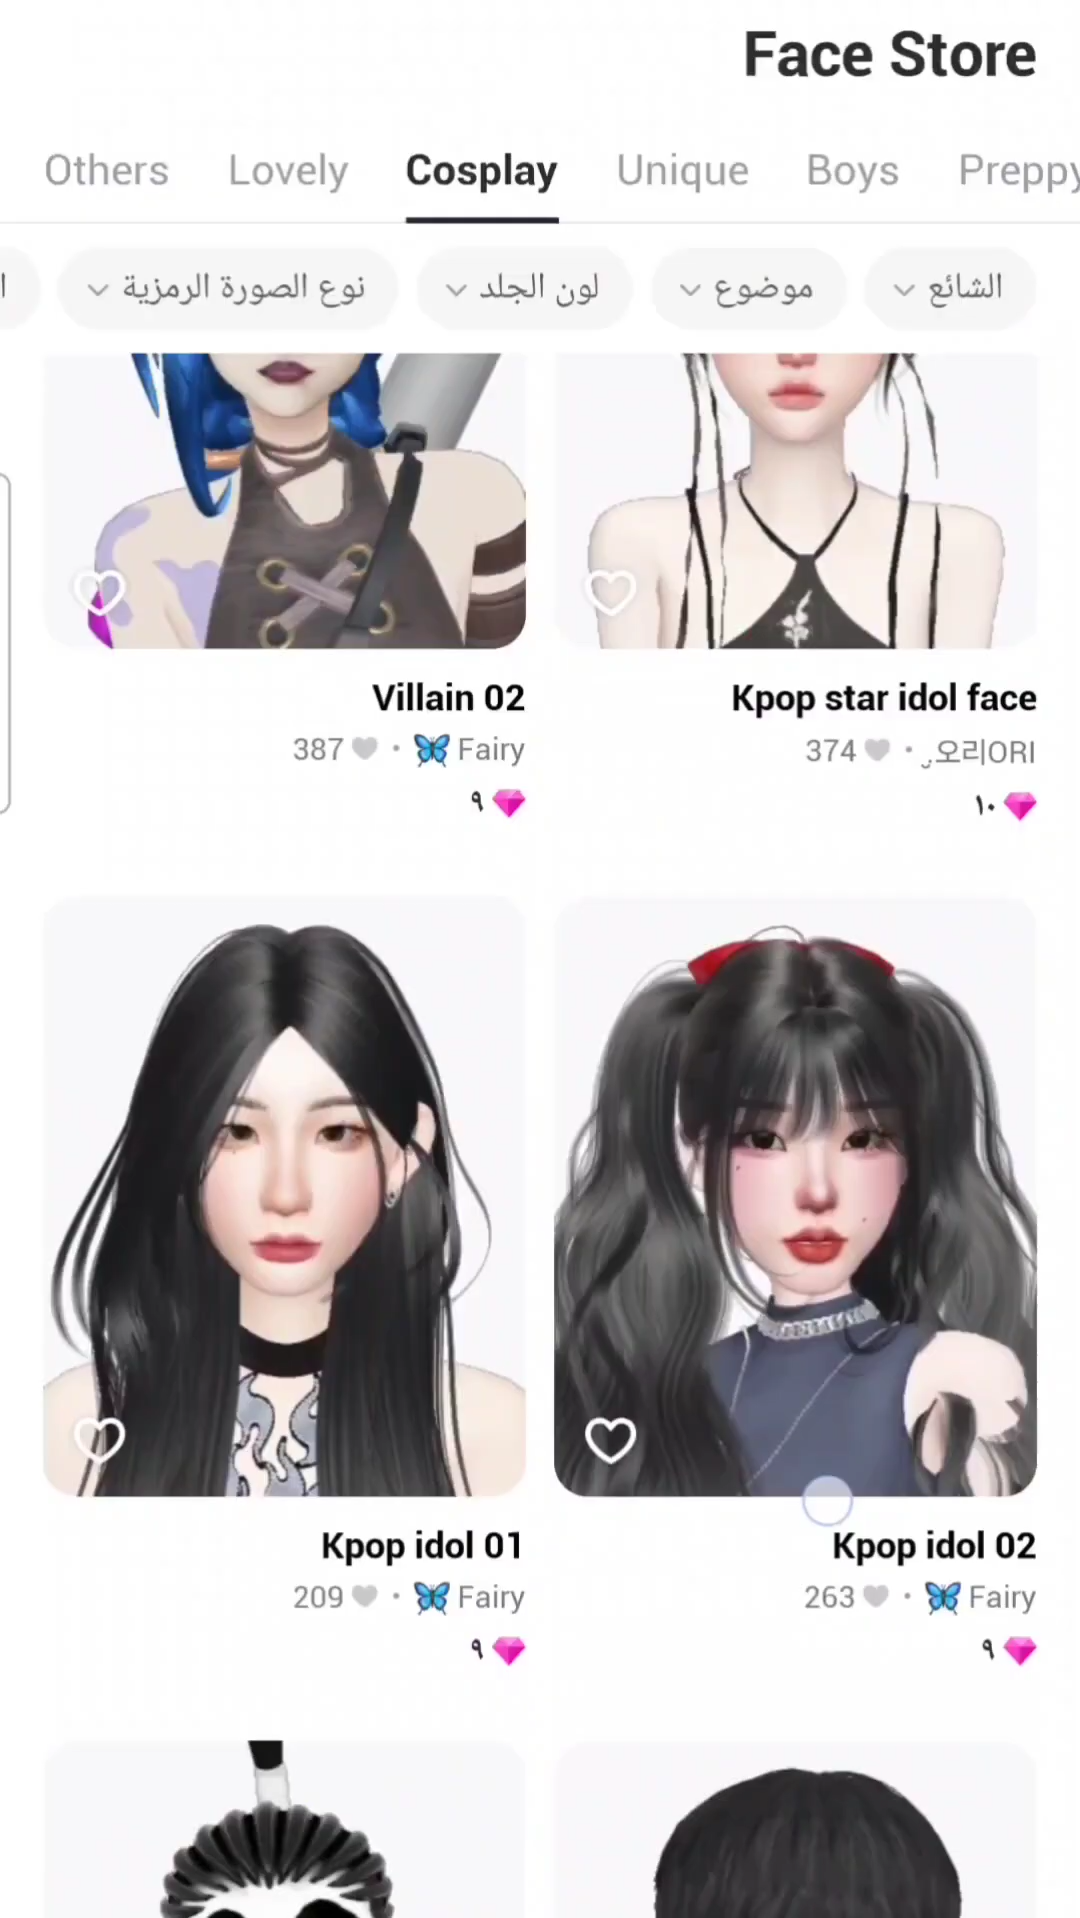 Face Store
Others Lovely Cosplay Unique Boys Preppy
الشائع موضوع لون الجلد نوع الصورة الرمزية
Villain 02
387 • 🦋 Fairy
٩
Kpop star idol face
374 • ‿오리ORI
١٠
Kpop idol 01
209 • 🦋 Fairy
٩
Kpop idol 02
263 • 🦋 Fairy
٩